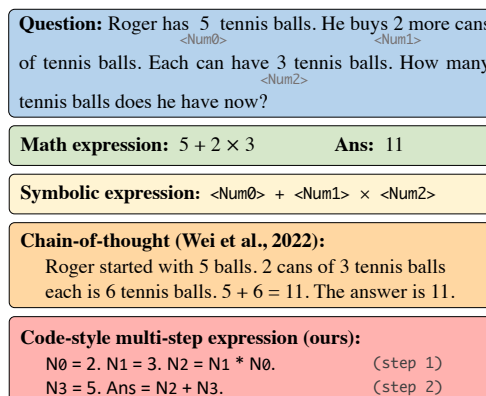 Question: Roger has 5 tennis balls. He buys 2 more cans
<Num0> <Num1>
of tennis balls. Each can have 3 tennis balls. How many
<Num2>
tennis balls does he have now?
Math expression: 5 + 2 × 3 Ans: 11
Symbolic expression: <Num0> + <Num1> × <Num2>
Chain-of-thought (Wei et al., 2022):
Roger started with 5 balls. 2 cans of 3 tennis balls
each is 6 tennis balls. 5 + 6 = 11. The answer is 11.
Code-style multi-step expression (ours):
N0 = 2. N1 = 3. N2 = N1 * N0. (step 1)
N3 = 5. Ans = N2 + N3. (step 2)